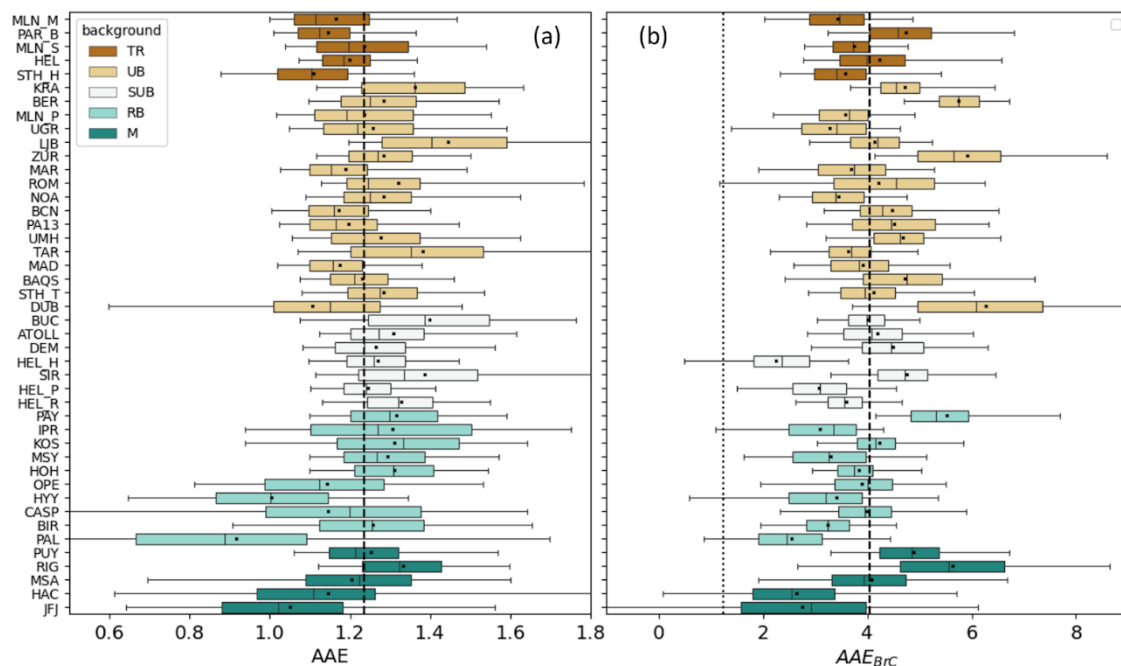 (a)
(b)
background
TR
UB
SUB
RB
M
MLN_M
PAR_B
MLN_S
HEL
STH_H
KRA
BER
MLN_P
UGR
LJB
ZUR
MAR
ROM
NOA
BCN
PA13
UMH
TAR
MAD
BAQS
STH_T
DUB
BUC
ATOLL
DEM
HEL_H
SIR
HEL_P
HEL_R
PAY
IPR
KOS
MSY
HOH
OPE
HYY
CASP
BIR
PAL
PUY
RIG
MSA
HAC
JFJ
0.6 0.8 1.0 1.2 1.4 1.6 1.8
0 2 4 6 8
AAE
AAE_BrC